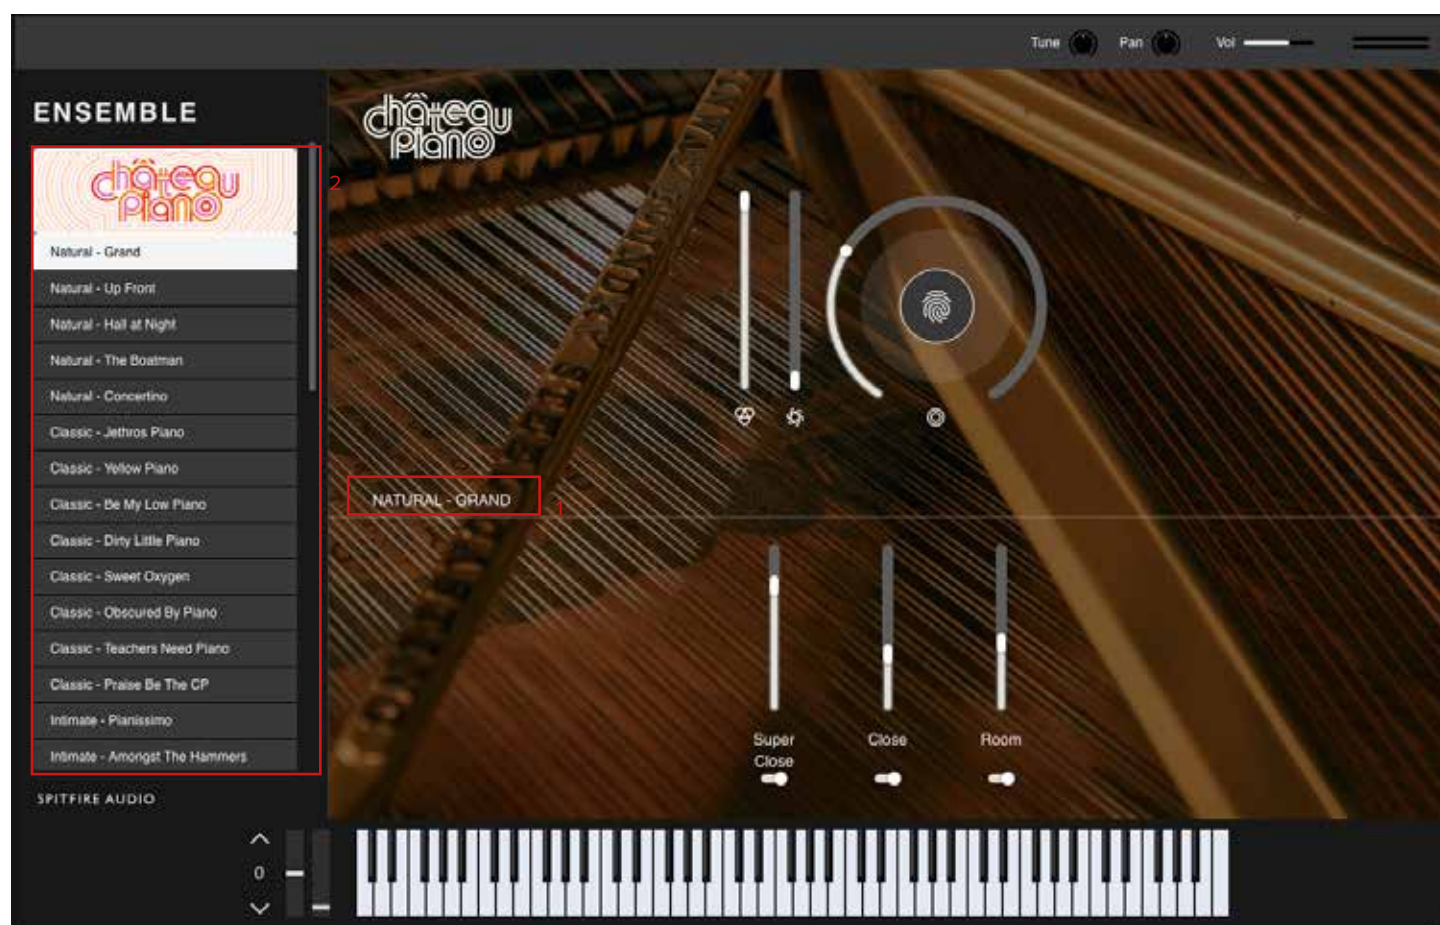 Tune Pan Vol
ENSEMBLE
château
Piano
Natural - Grand
Natural - Up Front
Natural - Hall at Night
Natural - The Boatman
Natural - Concertino
Classic - Jethros Piano
Classic - Yellow Piano
Classic - Be My Low Piano
Classic - Dirty Little Piano
Classic - Sweet Oxygen
Classic - Obscured By Piano
Classic - Teachers Need Piano
Classic - Praise Be The CP
Intimate - Pianissimo
Intimate - Amongst The Hammers
SPITFIRE AUDIO
2
château
Piano
NATURAL - GRAND
1
Super
Close
Close
Room
0